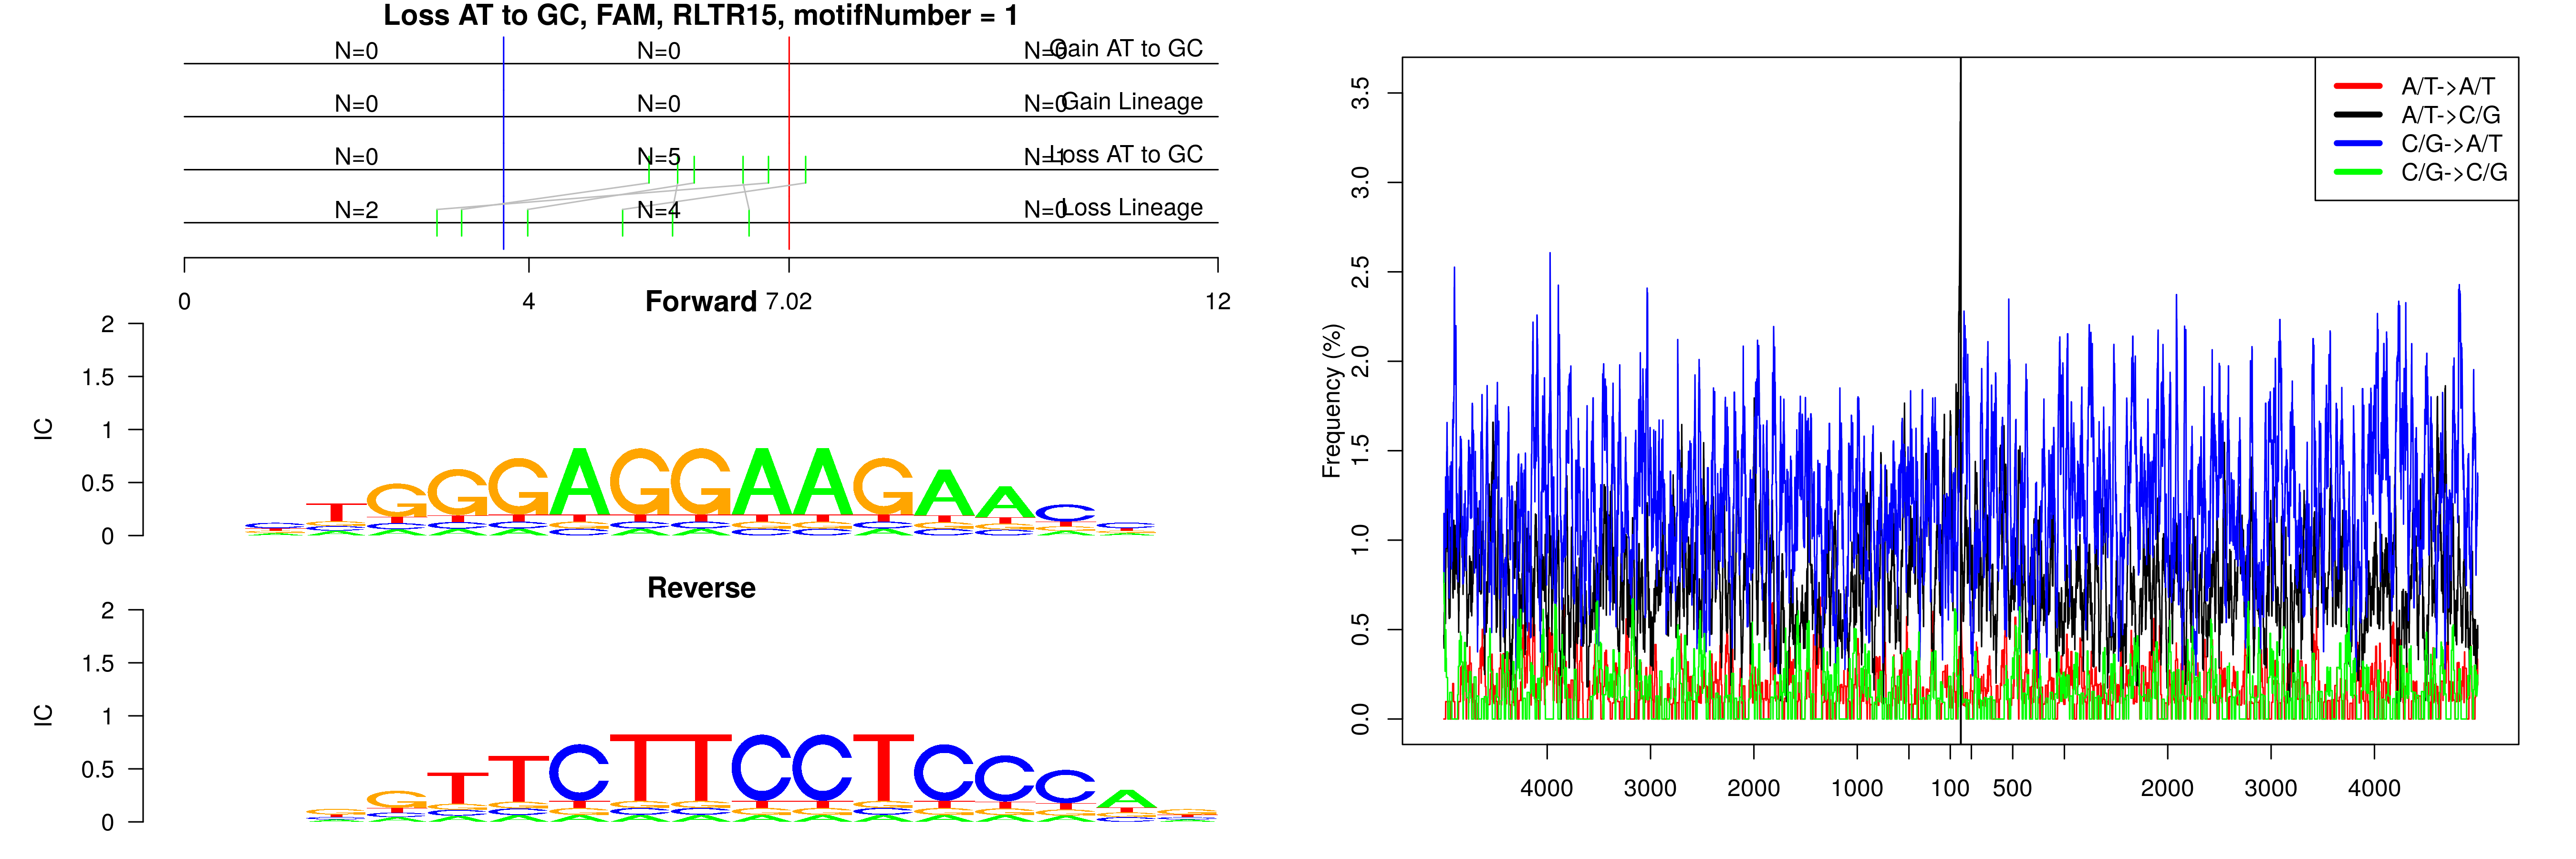 Loss AT to GC, FAM, RLTR15, motifNumber = 1
N=0 N=0 N=0 Gain AT to GC
N=0 N=0 N=0 Gain Lineage
N=0 N=5 N=1 Loss AT to GC
N=2 N=4 N=0 Loss Lineage
0 4 7.02 12
Forward
2
1.5
1
0.5
0
IC
TGGGAGGAAGAAC
Reverse
2
1.5
1
0.5
0
IC
GTTCTTCCTCCCA
Frequency (%)
3.5
3.0
2.5
2.0
1.5
1.0
0.5
0.0
A/T->A/T
A/T->C/G
C/G->A/T
C/G->C/G
4000 3000 2000 1000 100 500 2000 3000 4000